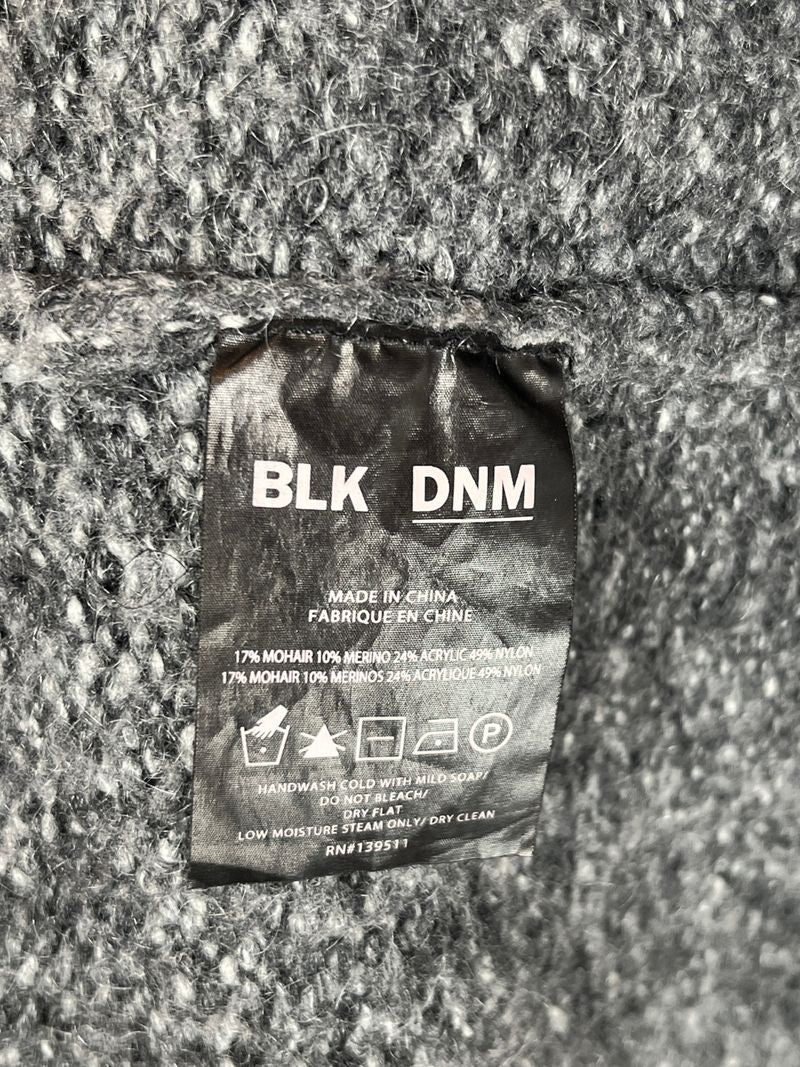 BLK DNM
MADE IN CHINA
FABRIQUE EN CHINE
17% MOHAIR 10% MERINO 24% ACRYLIC 49% NYLON
17% MOHAIR 10% MERINOS 24% ACRYLIQUE 49% NYLON
P
HANDWASH COLD WITH MILD SOAP/
DO NOT BLEACH/
DRY FLAT
LOW MOISTURE STEAM ONLY/ DRY CLEAN
RN#139511